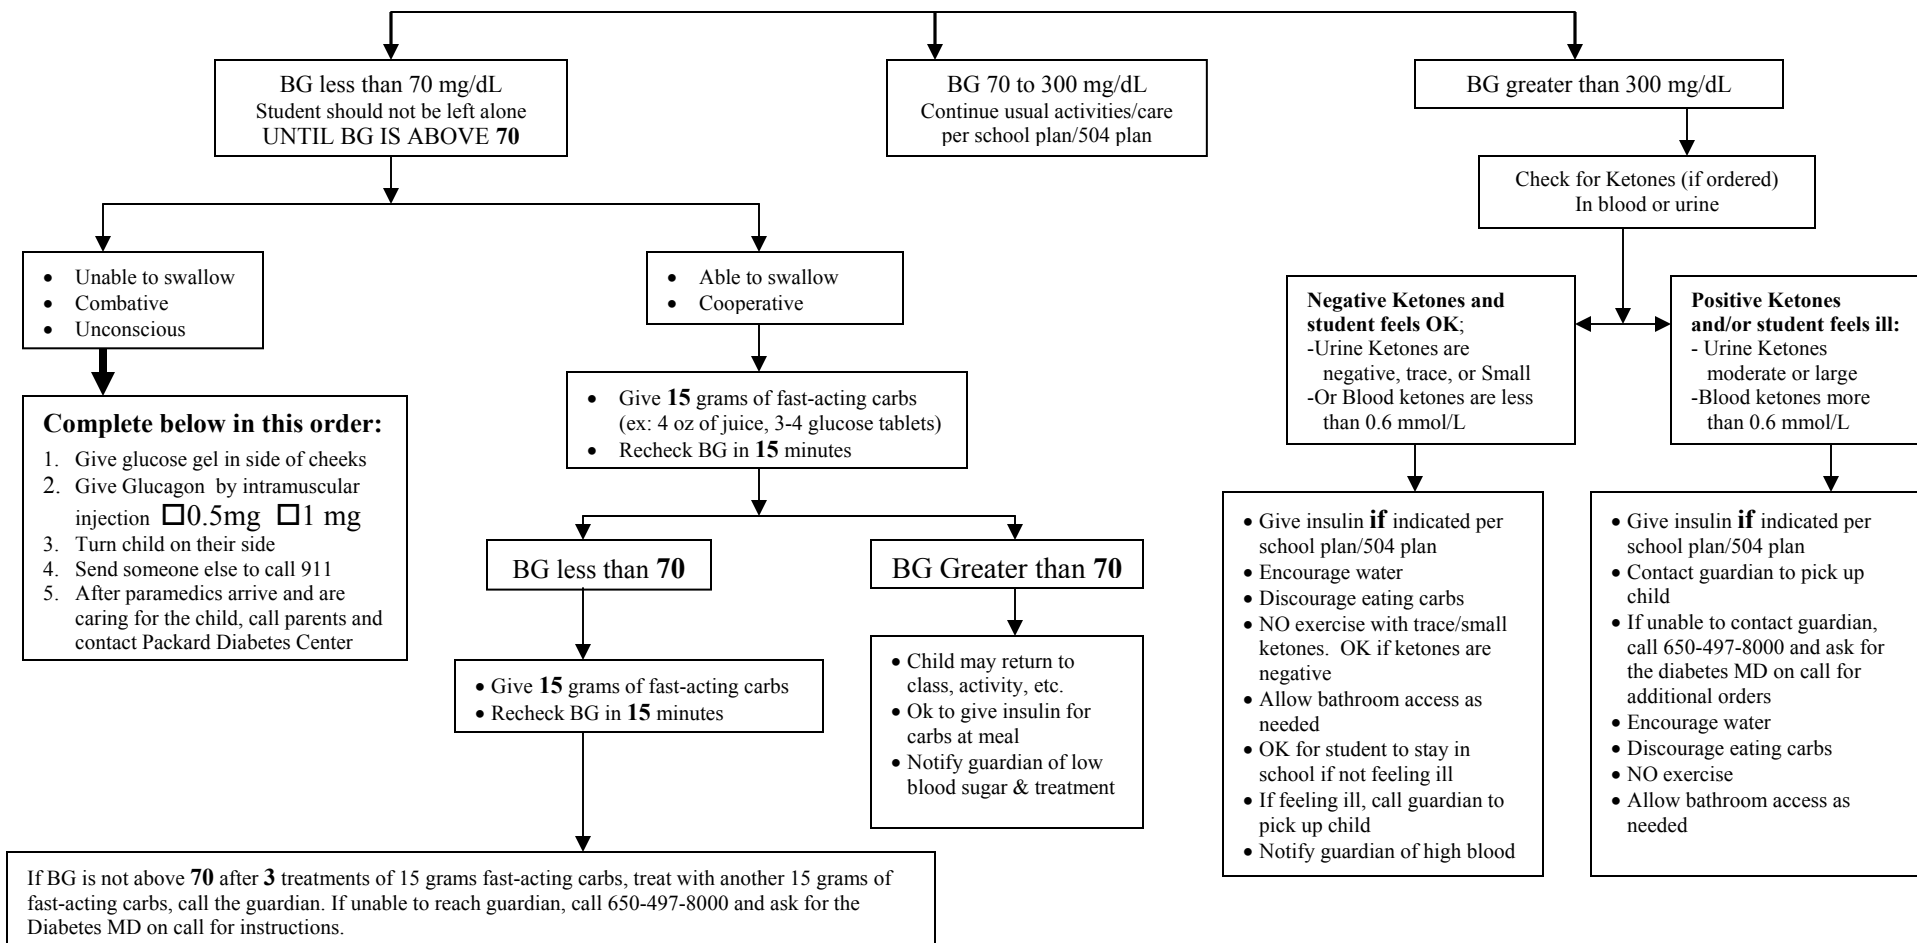 BG less than 70 mg/dL
Student should not be left alone
UNTIL BG IS ABOVE 70
BG 70 to 300 mg/dL
Continue usual activities/care
per school plan/504 plan
BG greater than 300 mg/dL
Check for Ketones (if ordered)
In blood or urine
• Unable to swallow
• Combative
• Unconscious
• Able to swallow
• Cooperative
Negative Ketones and
student feels OK;
-Urine Ketones are
negative, trace, or Small
-Or Blood ketones are less
than 0.6 mmol/L
Positive Ketones
and/or student feels ill:
- Urine Ketones
moderate or large
-Blood ketones more
than 0.6 mmol/L
Complete below in this order:
1. Give glucose gel in side of cheeks
2. Give Glucagon by intramuscular
injection □0.5mg □1 mg
3. Turn child on their side
4. Send someone else to call 911
5. After paramedics arrive and are
caring for the child, call parents and
contact Packard Diabetes Center
• Give 15 grams of fast-acting carbs
(ex: 4 oz of juice, 3-4 glucose tablets)
• Recheck BG in 15 minutes
BG less than 70
BG Greater than 70
• Give 15 grams of fast-acting carbs
• Recheck BG in 15 minutes
• Child may return to
class, activity, etc.
• Ok to give insulin for
carbs at meal
• Notify guardian of low
blood sugar & treatment
• Give insulin if indicated per
school plan/504 plan
• Encourage water
• Discourage eating carbs
• NO exercise with trace/small
ketones. OK if ketones are
negative
• Allow bathroom access as
needed
• OK for student to stay in
school if not feeling ill
• If feeling ill, call guardian to
pick up child
• Notify guardian of high blood
• Give insulin if indicated per
school plan/504 plan
• Contact guardian to pick up
child
• If unable to contact guardian,
call 650-497-8000 and ask for
the diabetes MD on call for
additional orders
• Encourage water
• Discourage eating carbs
• NO exercise
• Allow bathroom access as
needed
If BG is not above 70 after 3 treatments of 15 grams fast-acting carbs, treat with another 15 grams of
fast-acting carbs, call the guardian. If unable to reach guardian, call 650-497-8000 and ask for the
Diabetes MD on call for instructions.